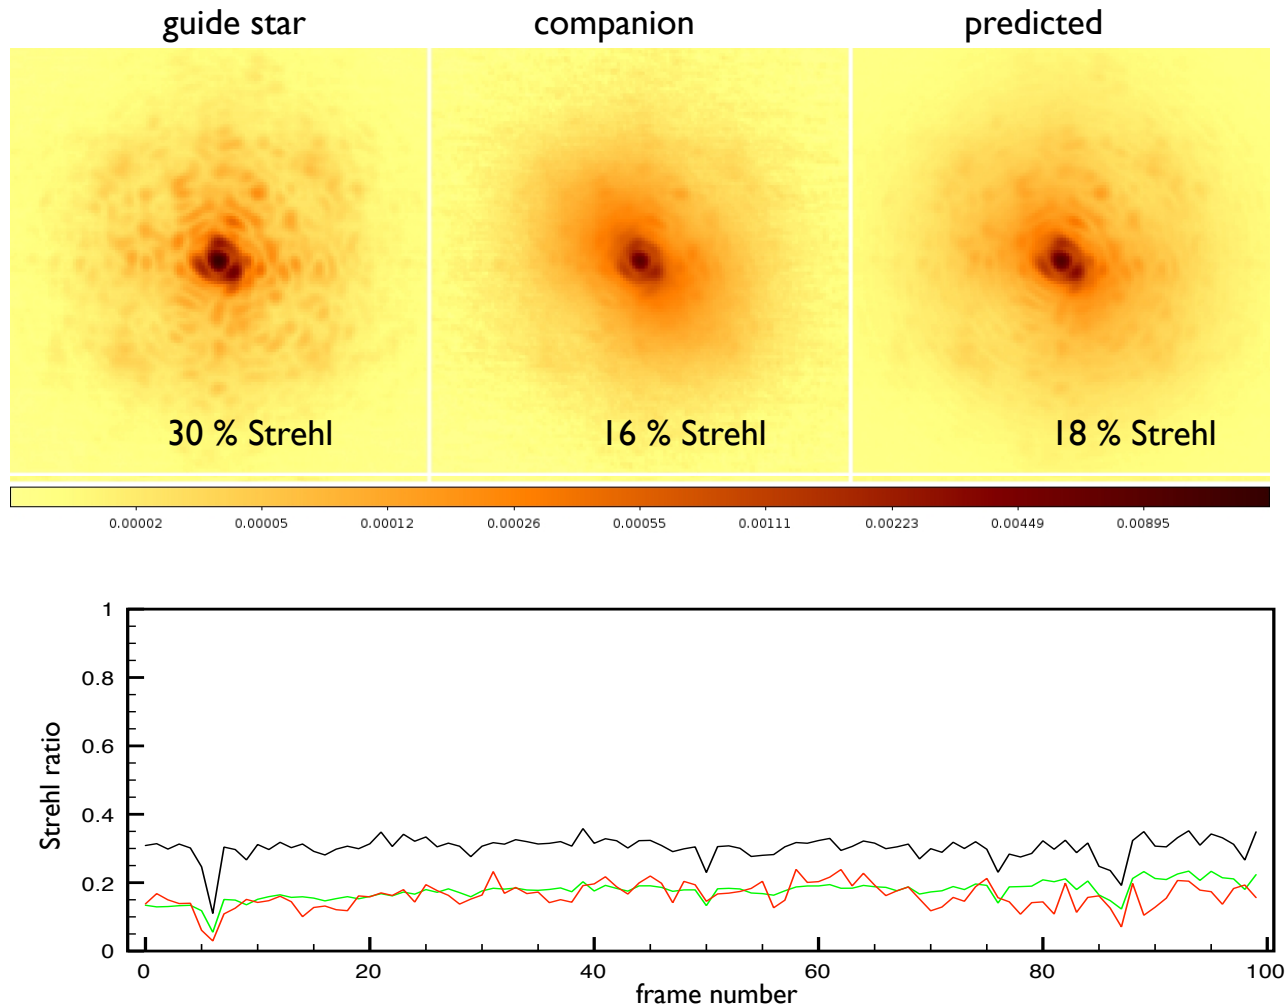 guide star companion predicted
30 % Strehl 16 % Strehl 18 % Strehl
0.00002 0.00005 0.00012 0.00026 0.00055 0.00111 0.00223 0.00449 0.00895
1
0.8
0.6
0.4
0.2
0
Strehl ratio
0 20 40 60 80 100
frame number